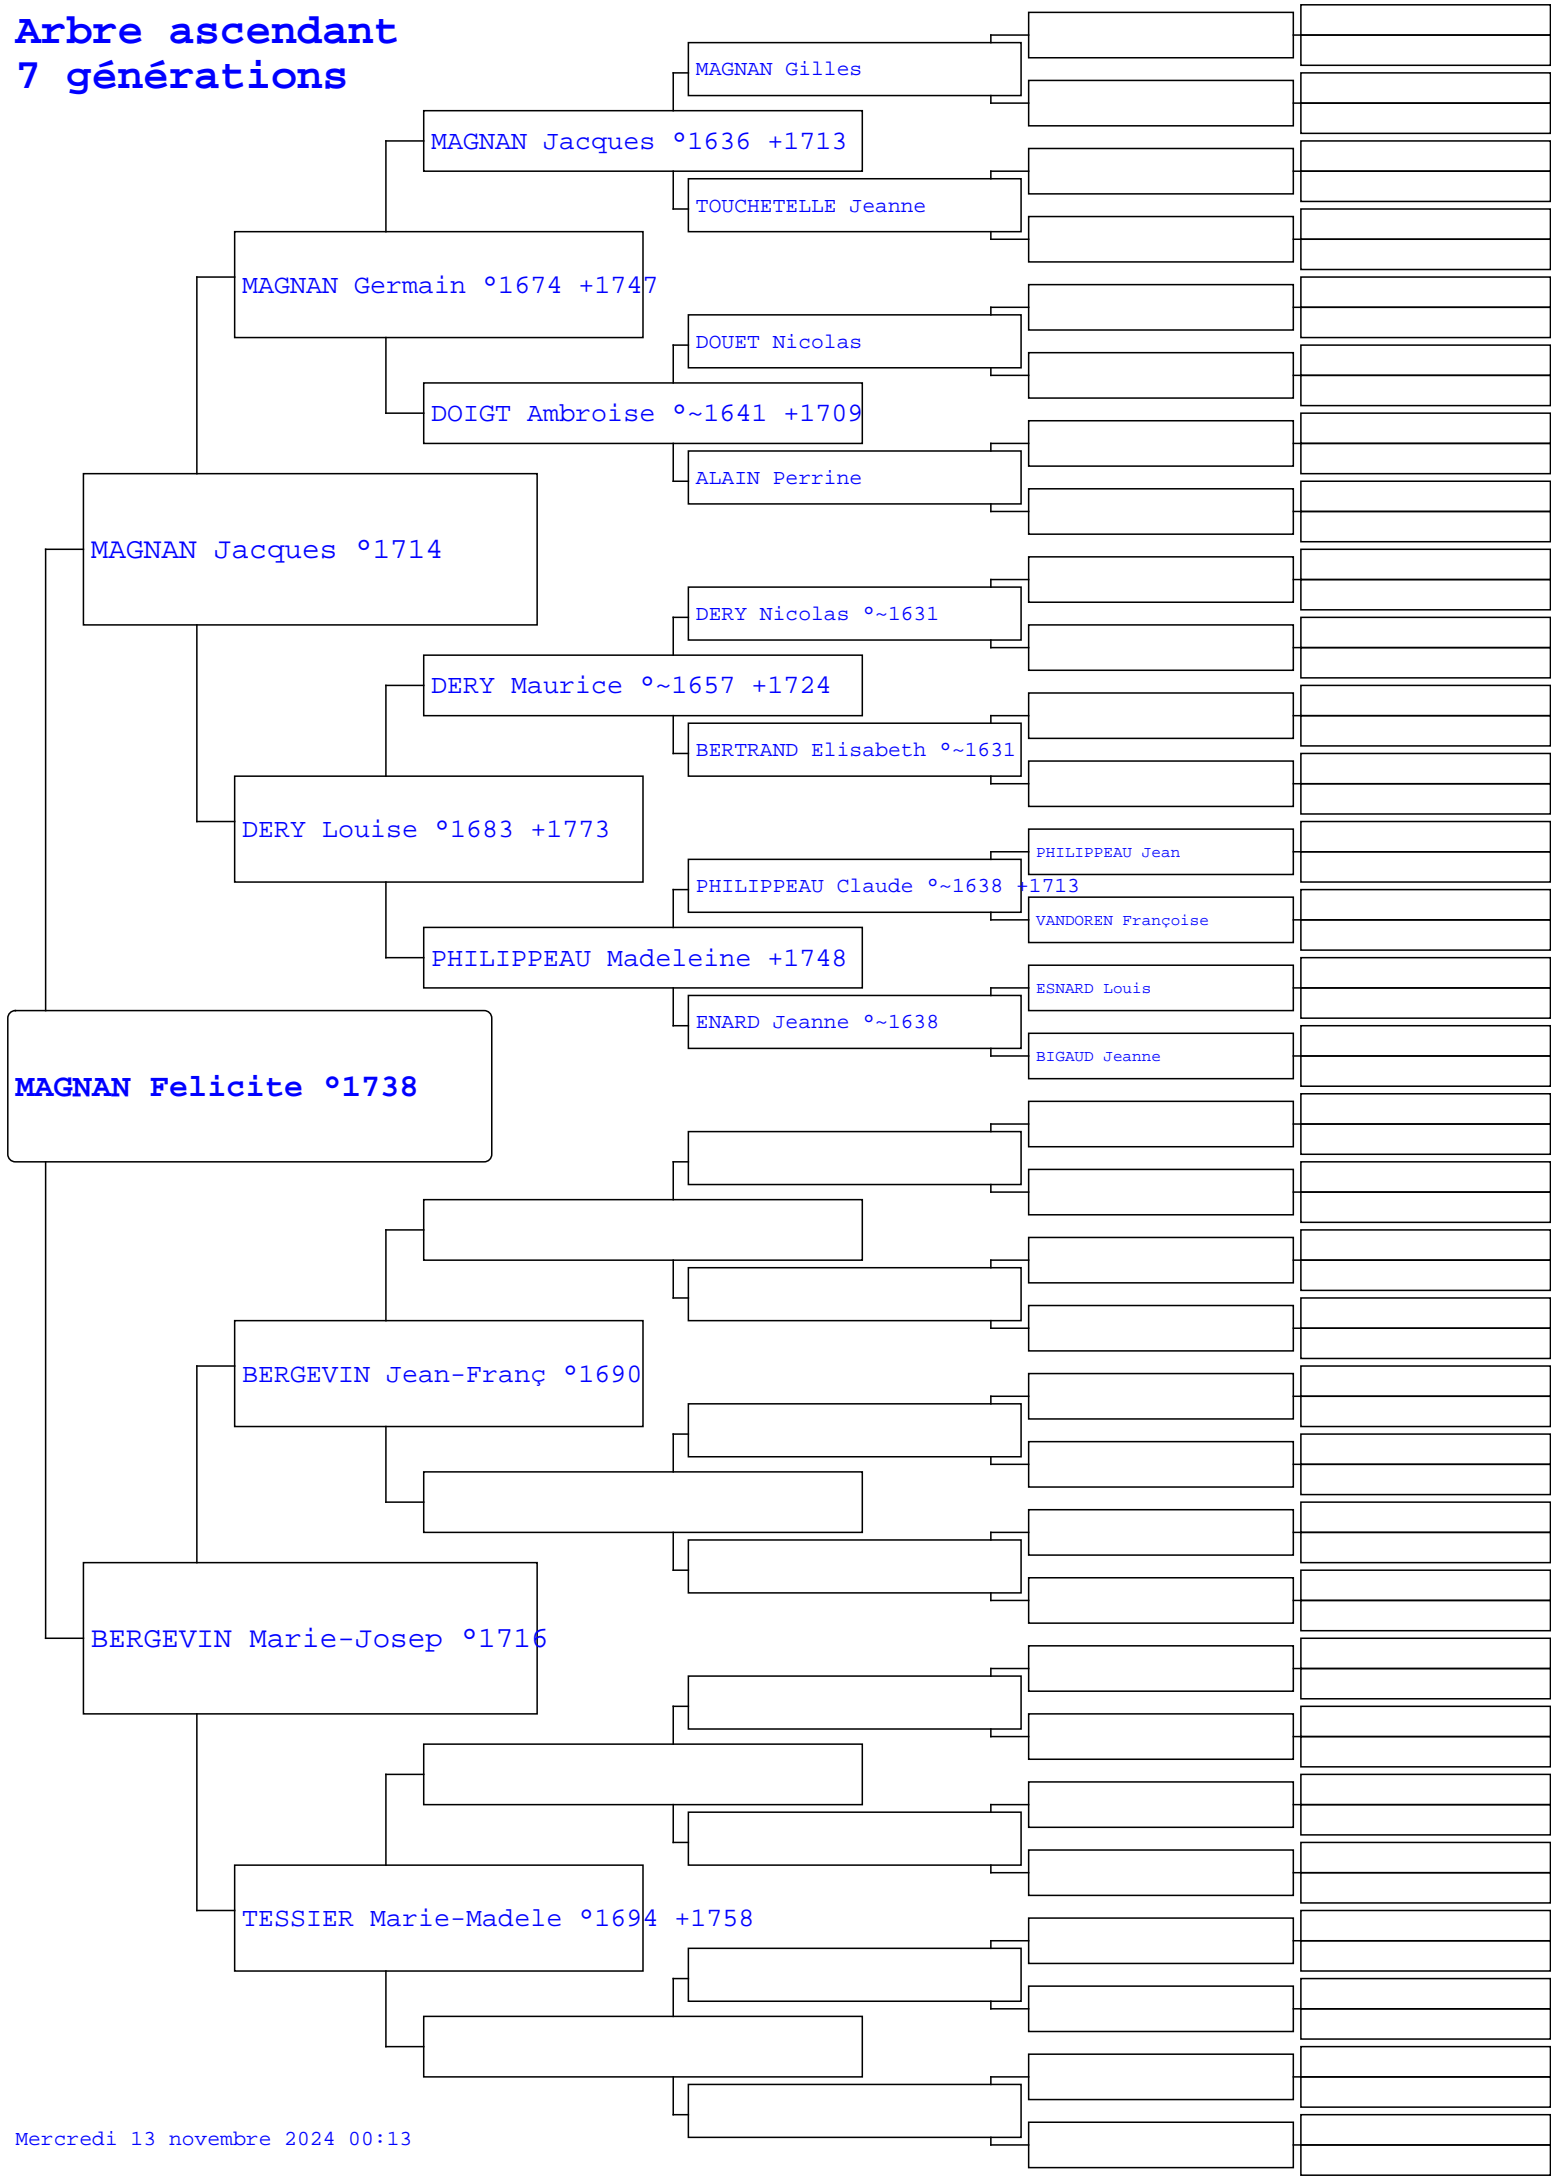 Arbre ascendant
7 générations
MAGNAN Gilles
MAGNAN Jacques °1636 +1713
TOUCHETELLE Jeanne
MAGNAN Germain °1674 +1747
DOUET Nicolas
DOIGT Ambroise °~1641 +1709
ALAIN Perrine
MAGNAN Jacques °1714
DERY Nicolas °~1631
DERY Maurice °~1657 +1724
BERTRAND Elisabeth °~1631
DERY Louise °1683 +1773
PHILIPPEAU Jean
PHILIPPEAU Claude °~1638 +1713
VANDOREN Françoise
PHILIPPEAU Madeleine +1748
ESNARD Louis
ENARD Jeanne °~1638
BIGAUD Jeanne
MAGNAN Felicite °1738
BERGEVIN Jean-Franç °1690
BERGEVIN Marie-Josep °1716
TESSIER Marie-Madele °1694 +1758
Mercredi 13 novembre 2024 00:13